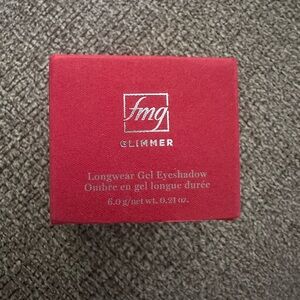 fmg
GLIMMER
Longwear Gel Eyeshadow
Ombre en gel longue durée
6.0 g/net wt. 0.21 oz.